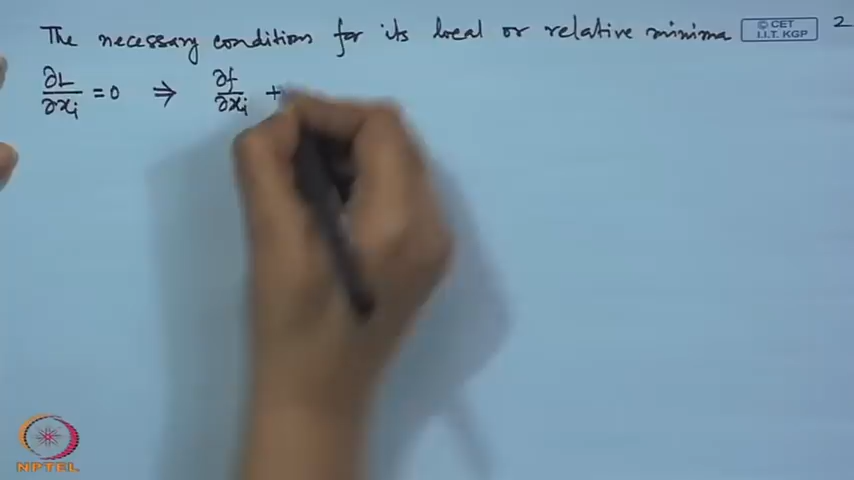 The necessary condition for its local or relative minima
© CET
I.I.T. KGP
2
∂L/∂xᵢ = 0 ⇒ ∂f/∂xᵢ +
NPTEL